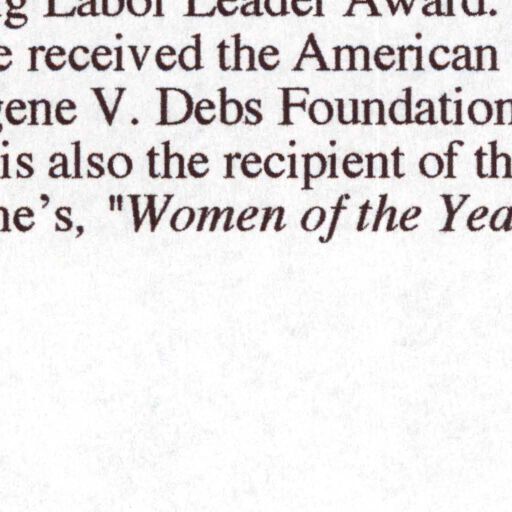 g Labor Leader Award.
e received the American
gene V. Debs Foundation
is also the recipient of th
ne's, "Women of the Yea